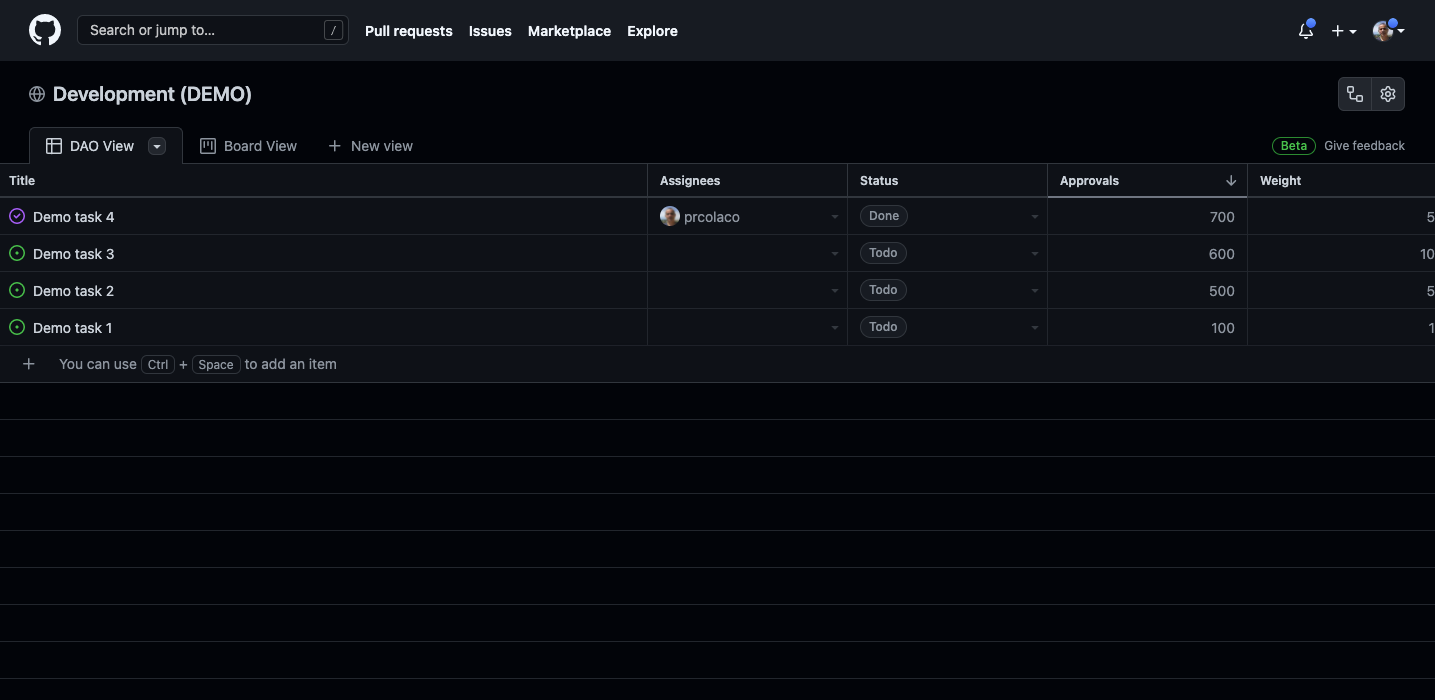 Search or jump to... / Pull requests Issues Marketplace Explore
Development (DEMO)
DAO View Board View New view Beta Give feedback
Title Assignees Status Approvals Weight
Demo task 4 prcolaco Done 700 5
Demo task 3 Todo 600 10
Demo task 2 Todo 500 5
Demo task 1 Todo 100 1
You can use Ctrl + Space to add an item